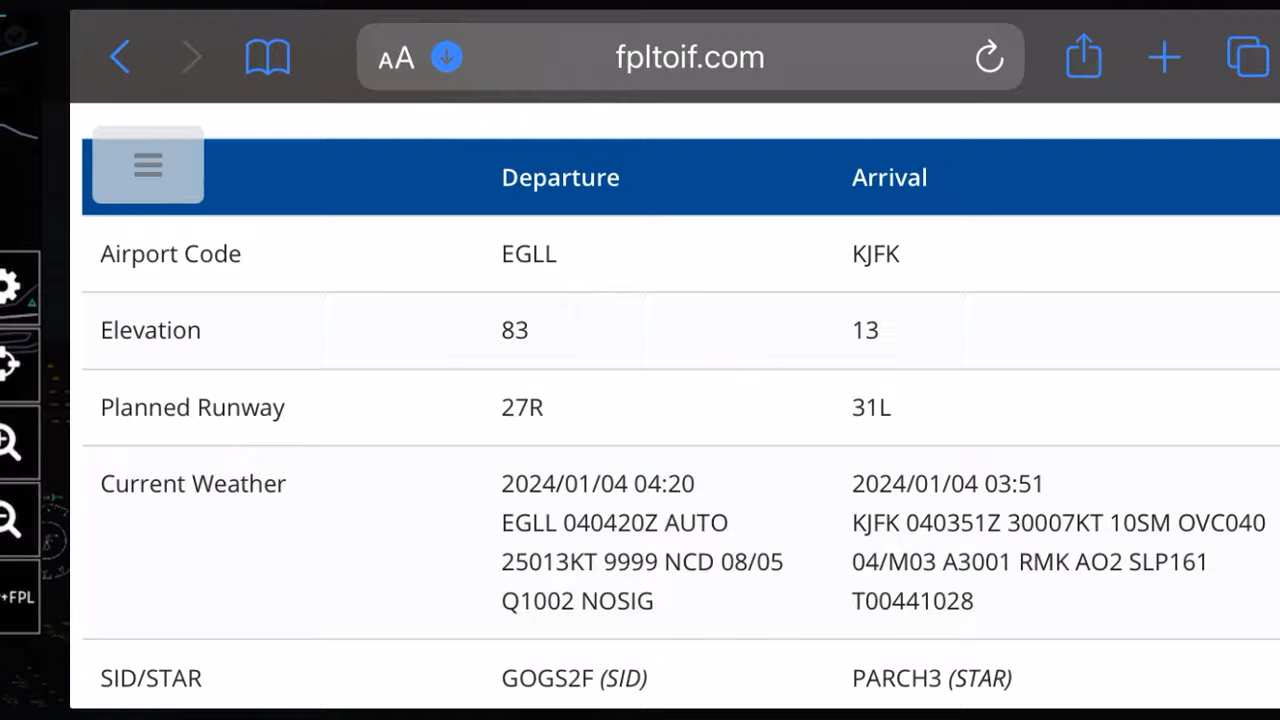 AA fpltoif.com
Departure Arrival
Airport Code EGLL KJFK
Elevation 83 13
Planned Runway 27R 31L
Current Weather 2024/01/04 04:20 2024/01/04 03:51
EGLL 040420Z AUTO KJFK 040351Z 30007KT 10SM OVC040
25013KT 9999 NCD 08/05 04/M03 A3001 RMK AO2 SLP161
Q1002 NOSIG T00441028
+FPL
SID/STAR GOGS2F (SID) PARCH3 (STAR)